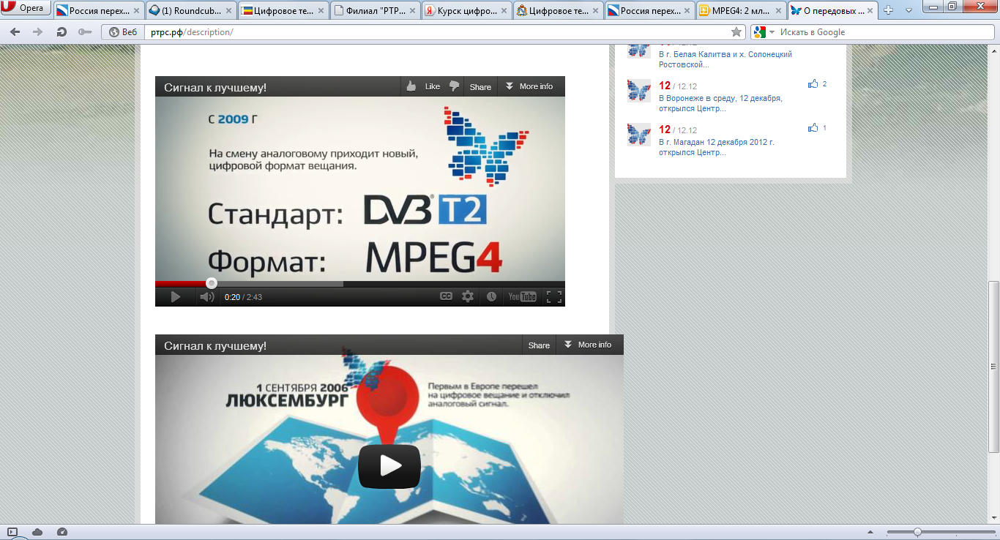 Opera
Россия перех...
(1) Roundcub...
Цифровое те...
Филиал "РТР...
Курск цифро...
Цифровое те...
Россия перех...
MPEG4: 2 мл...
О передовых ...
Веб
ртрс.рф/description/
Искать в Google
В г. Белая Калитва и х. Солонецкий
Ростовской...
12 / 12.12
2
В Воронеже в среду, 12 декабря,
открылся Центр...
12 / 12.12
1
В г. Магадан 12 декабря 2012 г.
открылся Центр...
Сигнал к лучшему!
Like
Share
More info
С 2009 Г
На смену аналоговому приходит новый,
цифровой формат вещания.
Стандарт: DVB® T2
Формат: MPEG4
0:20 / 2:43
CC
YouTube
Сигнал к лучшему!
Share
More info
1 СЕНТЯБРЯ 2006
ЛЮКСЕМБУРГ
Первым в Европе перешел
на цифровое вещание и отключил
аналоговый сигнал.